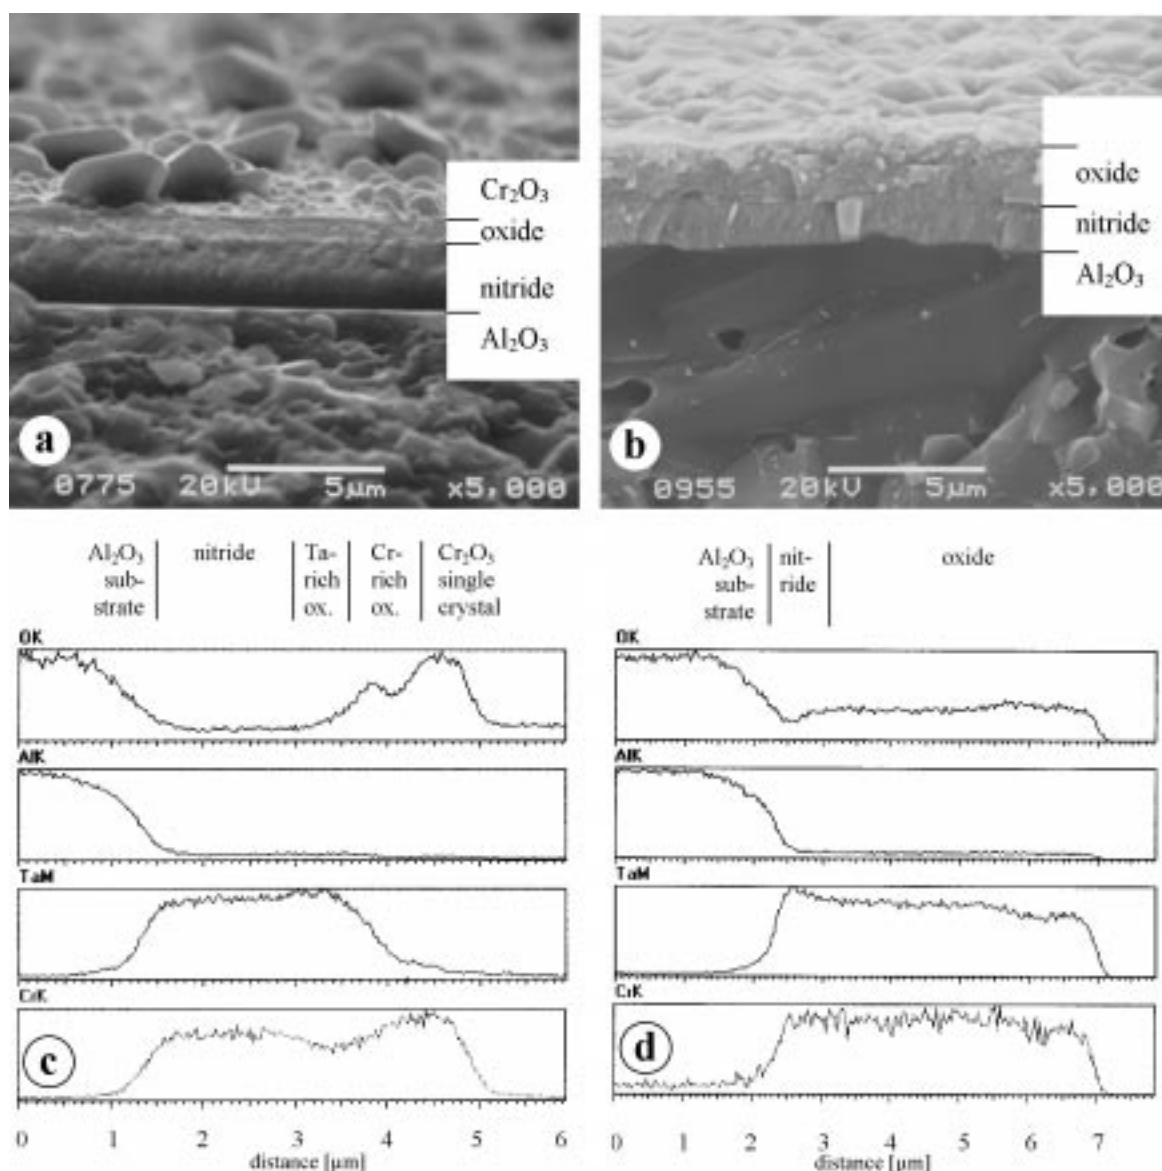 Cr₂O₃
oxide
nitride
Al₂O₃
a
0775 20kV 5µm x5,000
oxide
nitride
Al₂O₃
b
0955 20kV 5µm x5,000
Al₂O₃ sub- strate
nitride
Ta- rich ox.
Cr- rich ox.
Cr₂O₃ single crystal
OK
AlK
TaM
CrK
c
0 1 2 3 4 5 6
distance [µm]
Al₂O₃ sub- strate
nit- ride
oxide
OK
AlK
TaM
CrK
d
0 1 2 3 4 5 6 7
distance [µm]